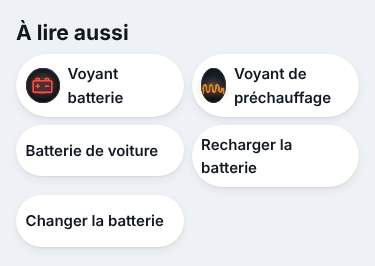 À lire aussi
Voyant
batterie
Voyant de
préchauffage
Batterie de voiture
Recharger la
batterie
Changer la batterie